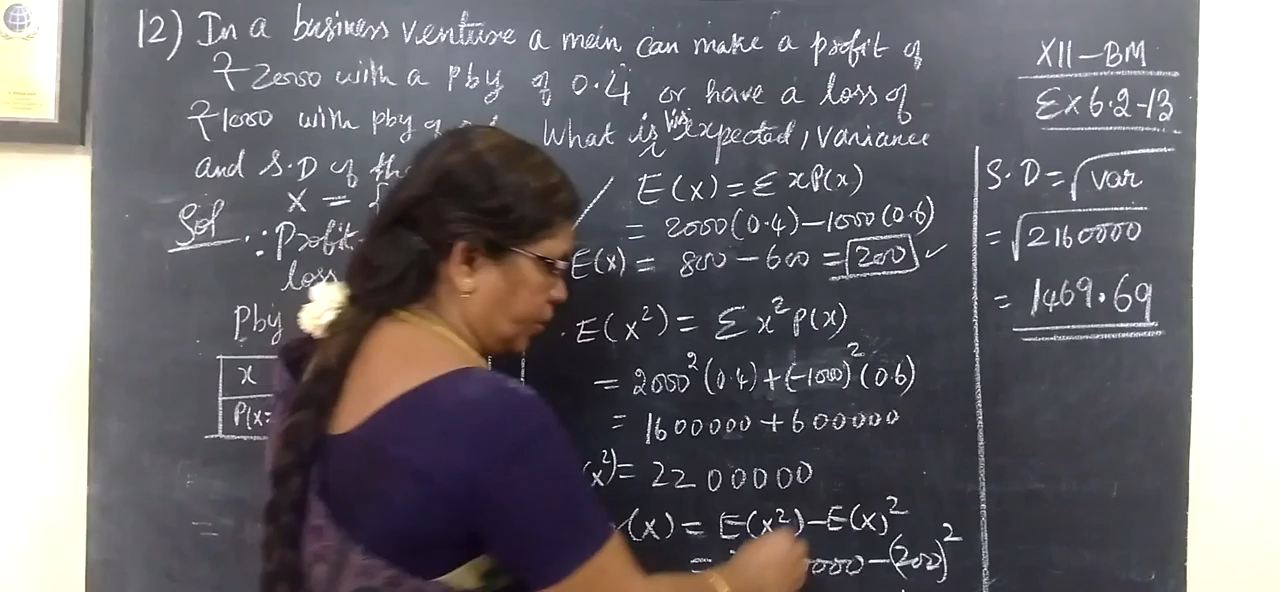 12) In a business venture a man can make a profit of
₹ 2000 with a pby of 0.4 or have a loss of
₹ 1000 with pby What is his expected, variance
and S.D of the
Sol X = {
∴ Profit
loss
Pby
x
P(x=
E(x) = Σ x P(x)
= 2000(0.4) - 1000(0.6)
E(x) = 800 - 600 = 200 ✓
E(x²) = Σ x² P(x)
= 2000² (0.4) + (-1000)² (0.6)
= 1600000 + 600000
(x²) = 2200000
(x) = E(x²) - E(x)²
= 0000 - (200)²
XII - BM
Ex 6.2 - 13
S.D = √var
= √2160000
= 1469.69